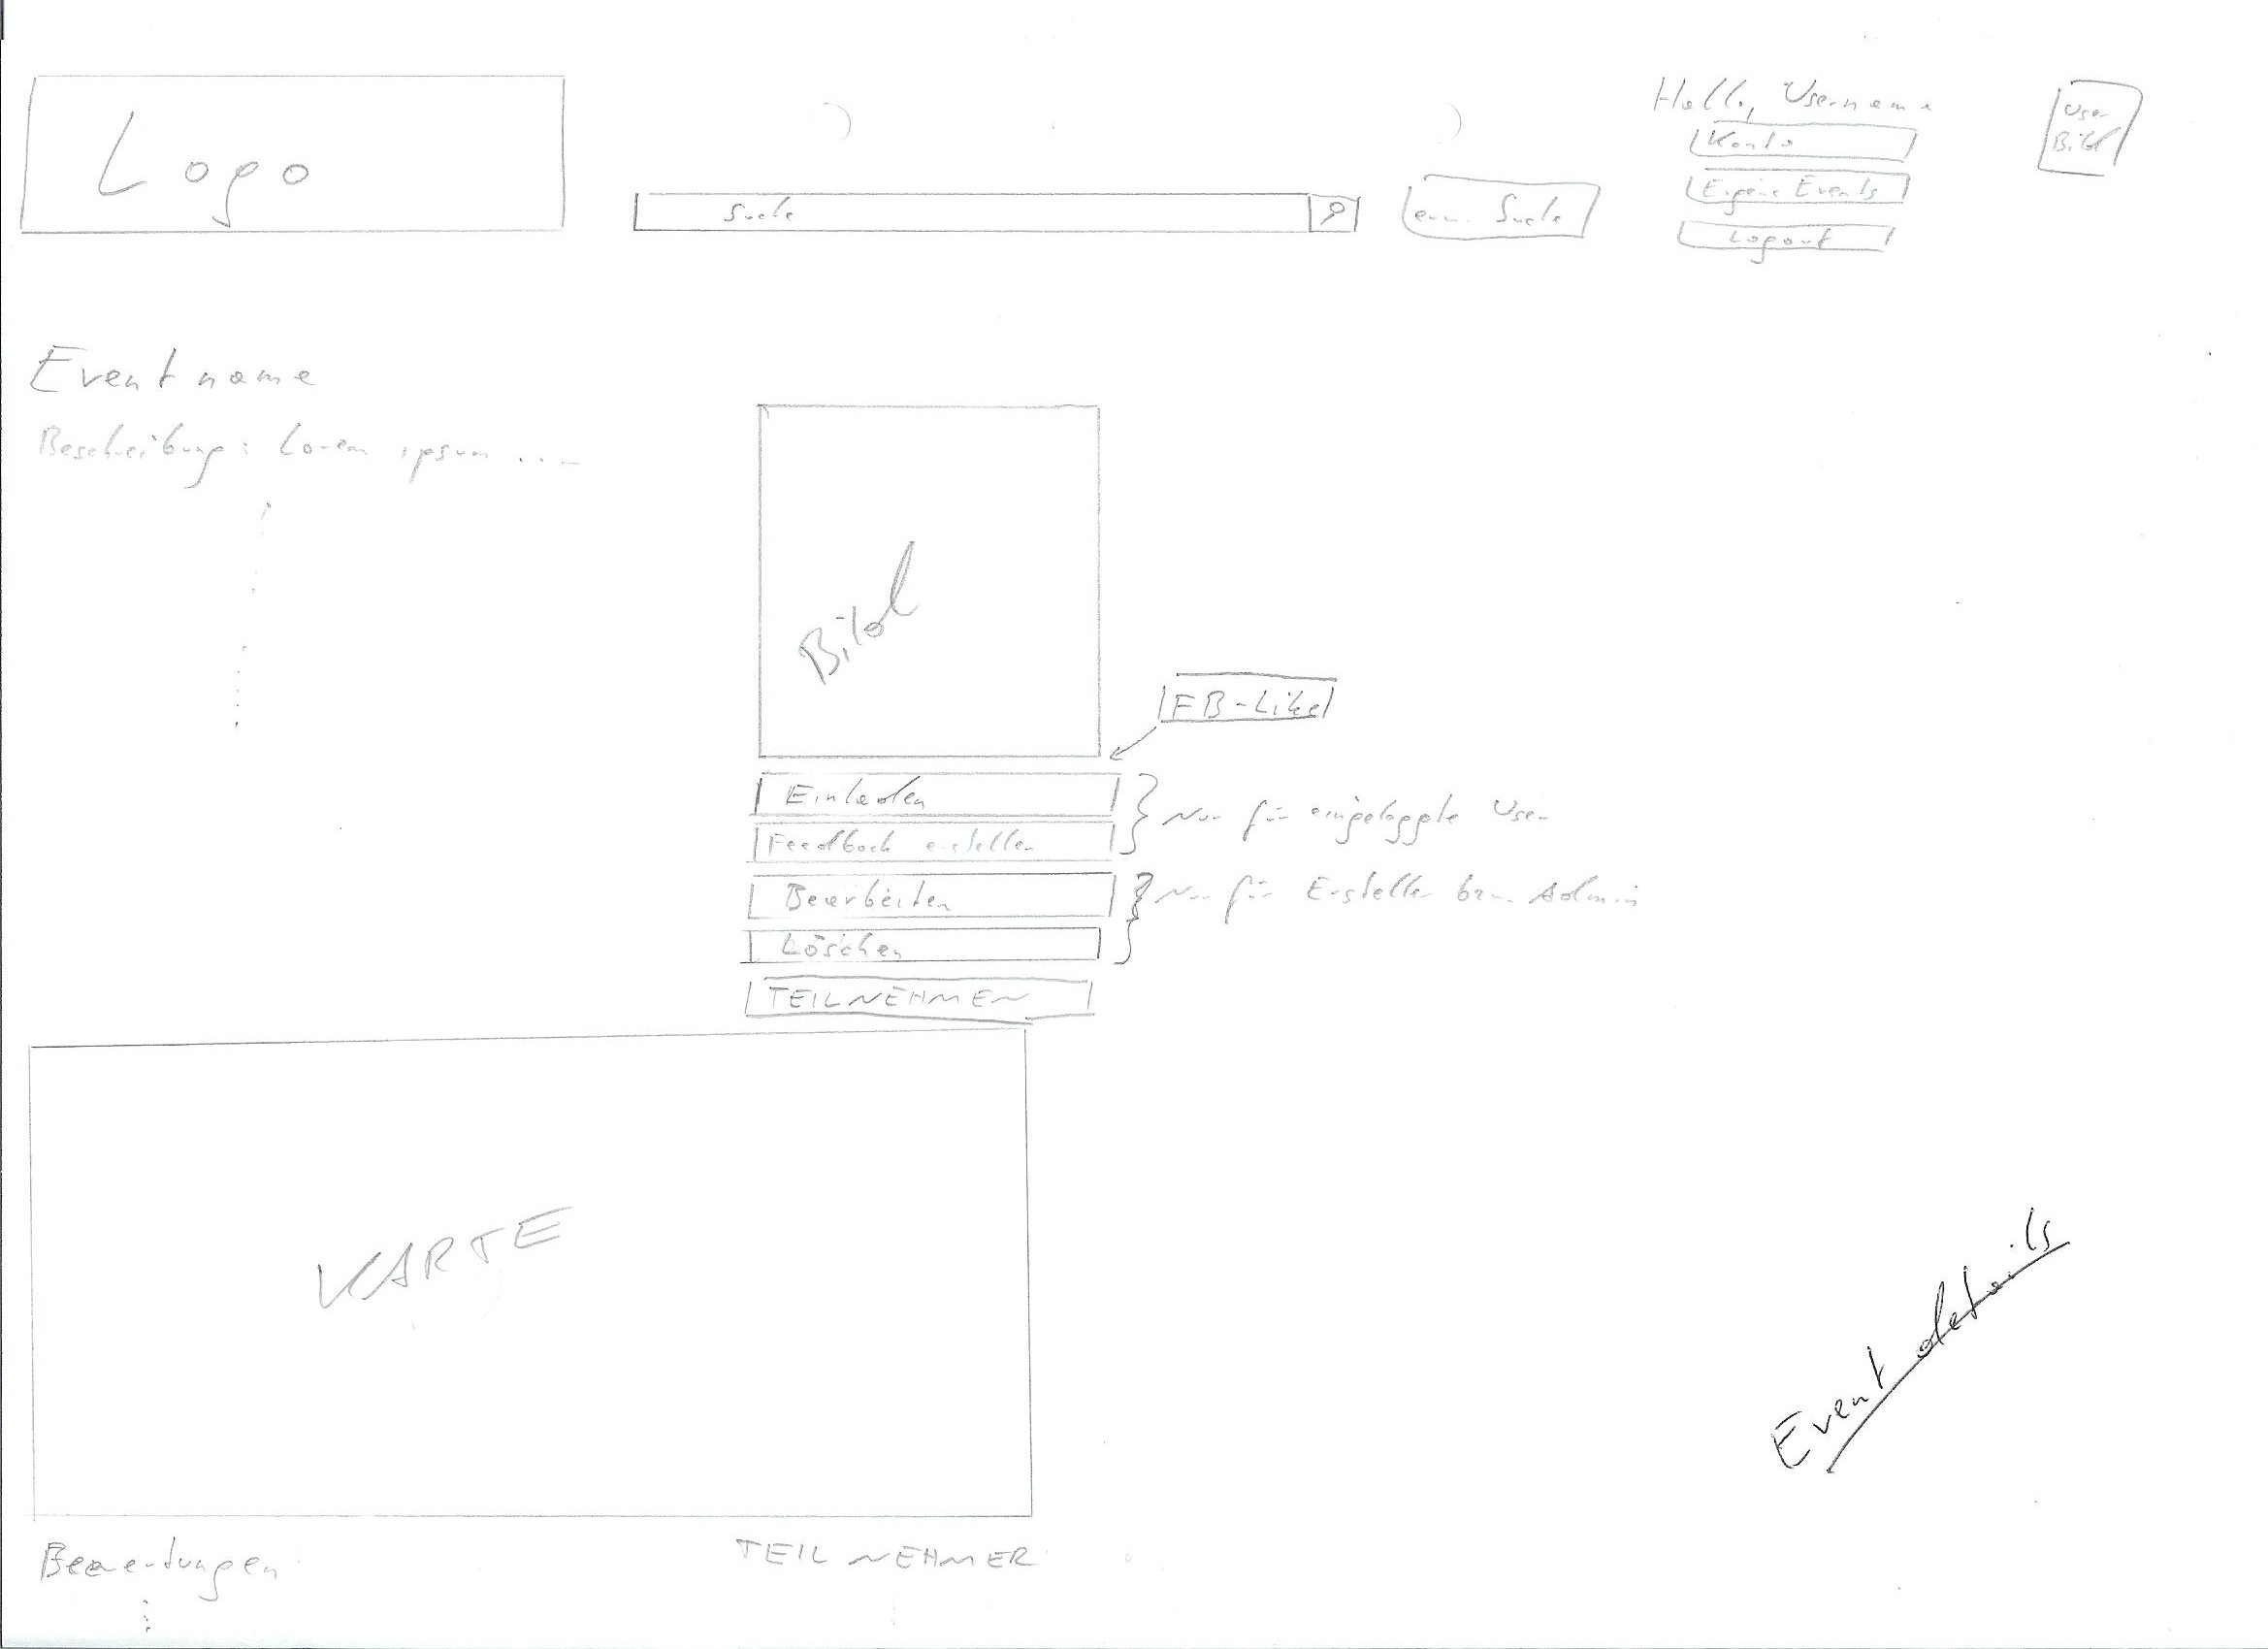 Logo
Hallo, Username
User
Bild
Konto
Eigene Events
Logout
Suche
erw. Suche
Eventname
Beschreibung: Lorem ipsum ....
Bild
FB-Like
Einladen
Nur für eingeloggte User
Feedback erstellen
Bearbeiten
Nur für Ersteller bzw. Admin
Löschen
TEILNEHMEN
KARTE
Event details
Bewertungen
TEILNEHMER